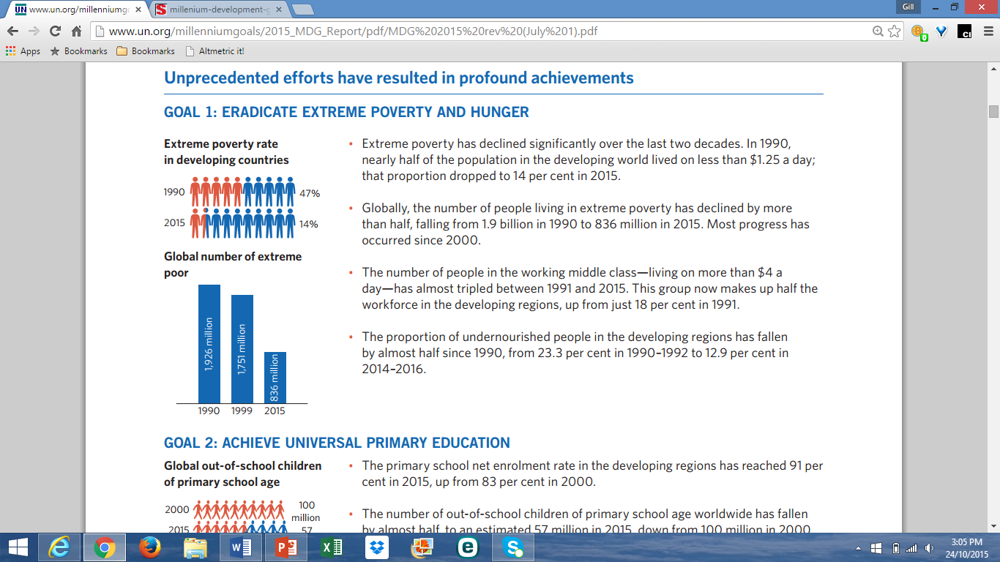 www.un.org/millenniumgo
millenium-development-g
Gill
www.un.org/millenniumgoals/2015_MDG_Report/pdf/MDG%202015%20rev%20(July%201).pdf
0
CI
Apps
Bookmarks
Bookmarks
Altmetric it!
Unprecedented efforts have resulted in profound achievements
GOAL 1: ERADICATE EXTREME POVERTY AND HUNGER
Extreme poverty rate
in developing countries
1990
47%
2015
14%
Global number of extreme
poor
1,926 million
1,751 million
836 million
1990 1999 2015
• Extreme poverty has declined significantly over the last two decades. In 1990,
nearly half of the population in the developing world lived on less than $1.25 a day;
that proportion dropped to 14 per cent in 2015.
• Globally, the number of people living in extreme poverty has declined by more
than half, falling from 1.9 billion in 1990 to 836 million in 2015. Most progress has
occurred since 2000.
• The number of people in the working middle class—living on more than $4 a
day—has almost tripled between 1991 and 2015. This group now makes up half the
workforce in the developing regions, up from just 18 per cent in 1991.
• The proportion of undernourished people in the developing regions has fallen
by almost half since 1990, from 23.3 per cent in 1990–1992 to 12.9 per cent in
2014–2016.
GOAL 2: ACHIEVE UNIVERSAL PRIMARY EDUCATION
Global out-of-school children
of primary school age
2000
100
million
2015
57
• The primary school net enrolment rate in the developing regions has reached 91 per
cent in 2015, up from 83 per cent in 2000.
• The number of out-of-school children of primary school age worldwide has fallen
by almost half, to an estimated 57 million in 2015, down from 100 million in 2000.
3:05 PM
24/10/2015